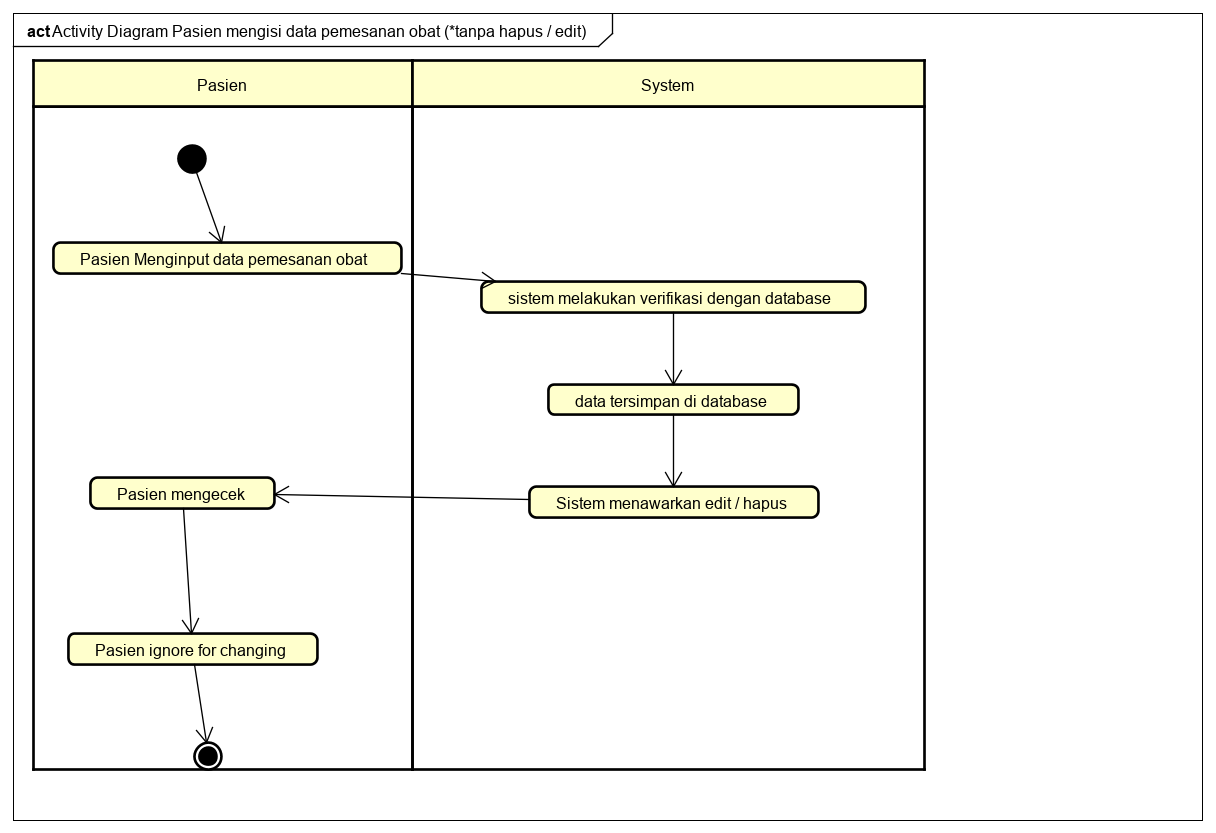 act Activity Diagram Pasien mengisi data pemesanan obat (*tanpa hapus / edit)
Pasien
System
Pasien Menginput data pemesanan obat
sistem melakukan verifikasi dengan database
data tersimpan di database
Pasien mengecek
Sistem menawarkan edit / hapus
Pasien ignore for changing